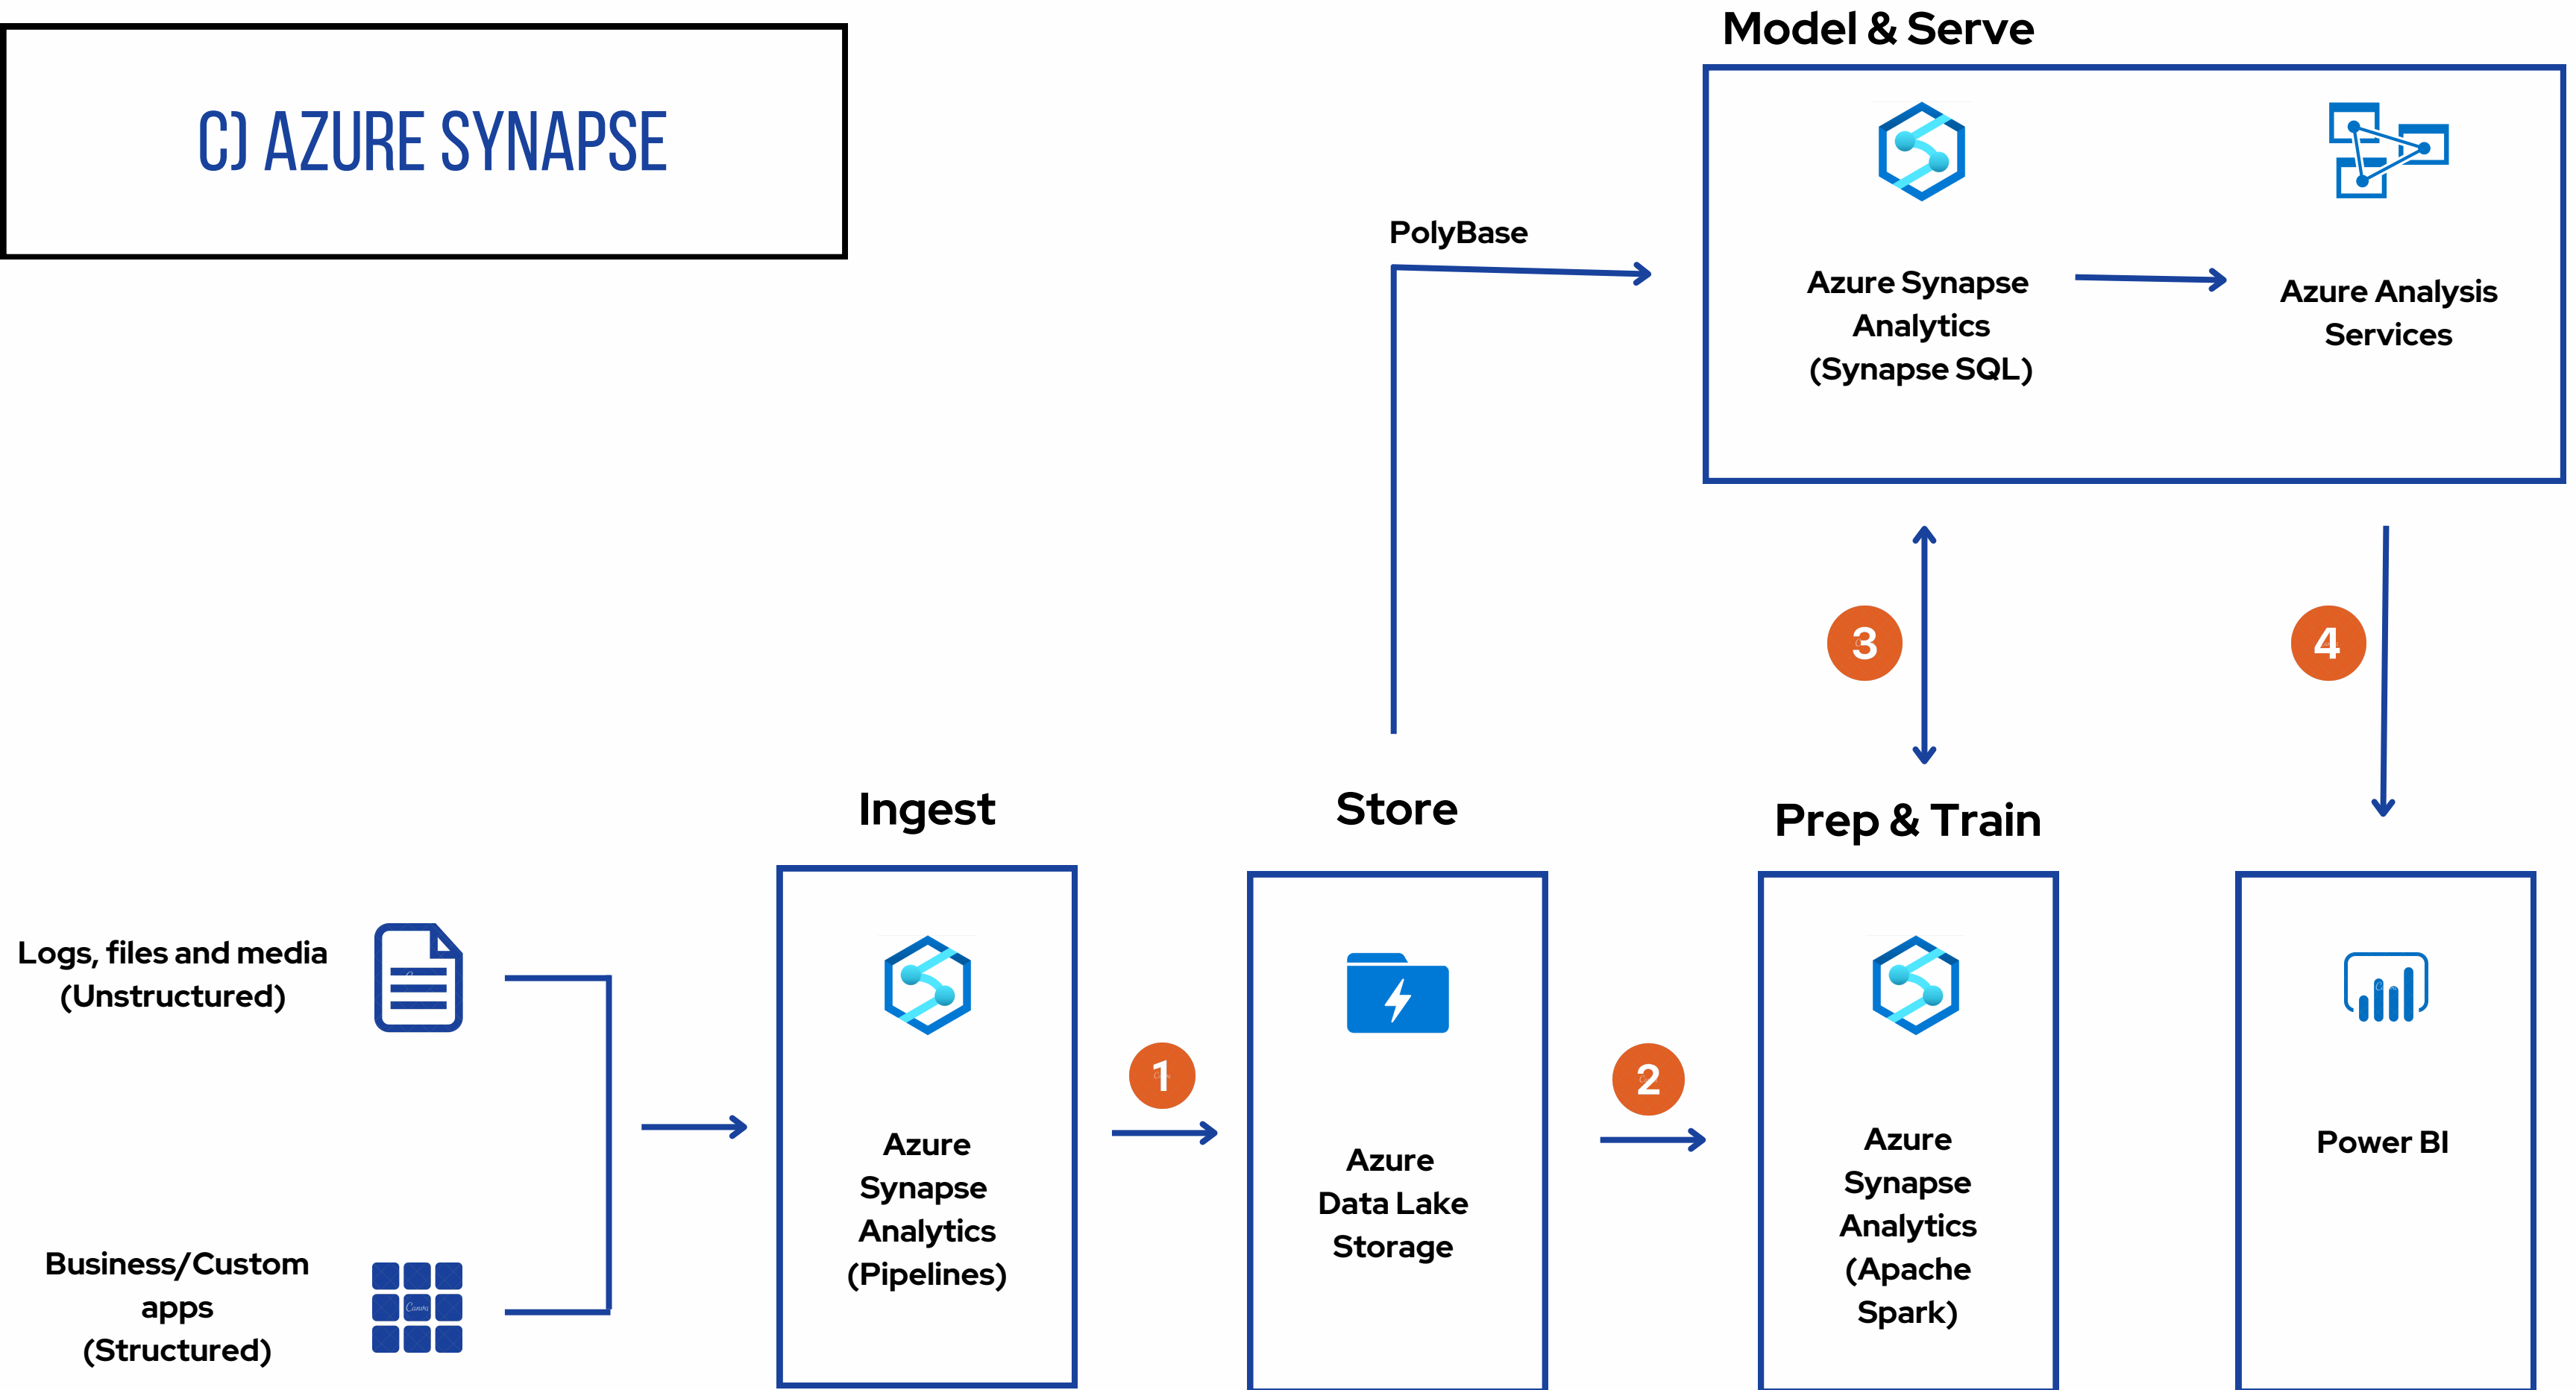 C) AZURE SYNAPSE
Model & Serve
PolyBase
Azure Synapse
Analytics
(Synapse SQL)
Azure Analysis
Services
3
4
Ingest
Store
Prep & Train
Logs, files and media
(Unstructured)
Business/Custom
apps
(Structured)
Canva
Azure
Synapse
Analytics
(Pipelines)
1
Azure
Data Lake
Storage
2
Azure
Synapse
Analytics
(Apache
Spark)
Power BI